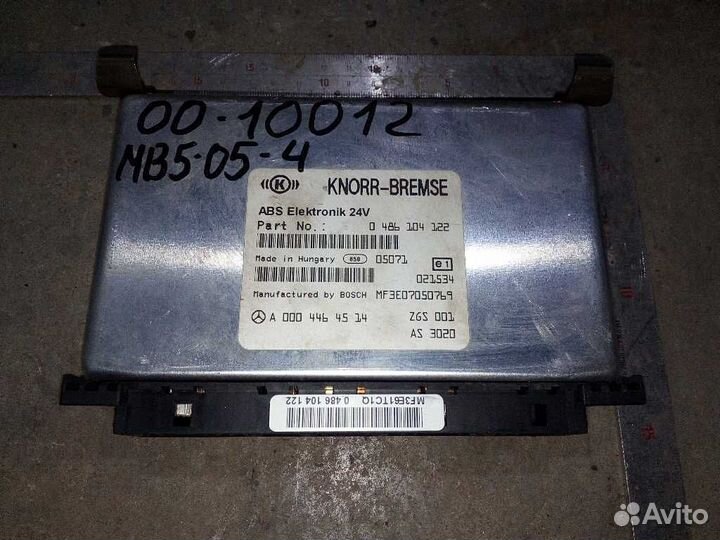 00-10012
MB5-05-4
((( K ))) KNORR-BREMSE
ABS Elektronik 24V
Part No.: 0 486 104 122
Made in Hungary 850 05071 e1
021534
Manufactured by BOSCH MF3E07050769
A 000 446 45 14 ZGS 001
AS 3020
MF3EB1TC1Q 0 486 104 122
Avito